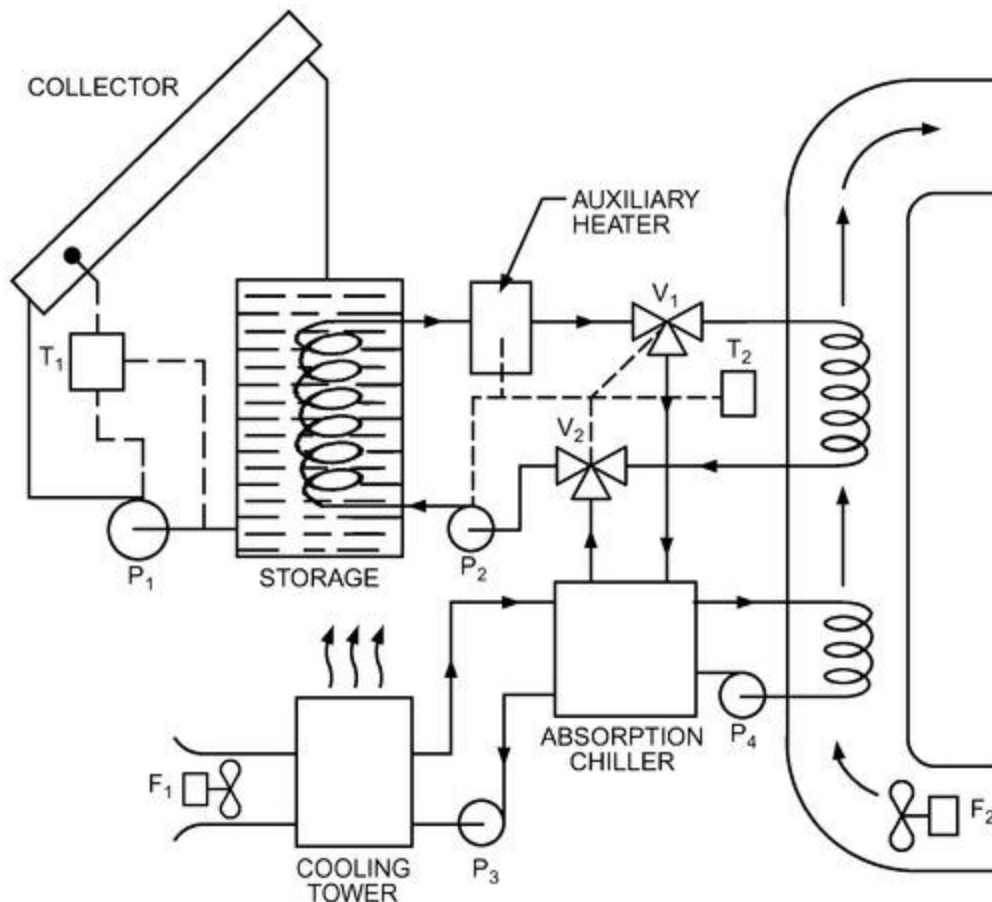 COLLECTOR
AUXILIARY
HEATER
V₁
T₁
T₂
V₂
P₁
STORAGE
P₂
ABSORPTION
CHILLER
P₄
F₁
F₂
COOLING
TOWER
P₃